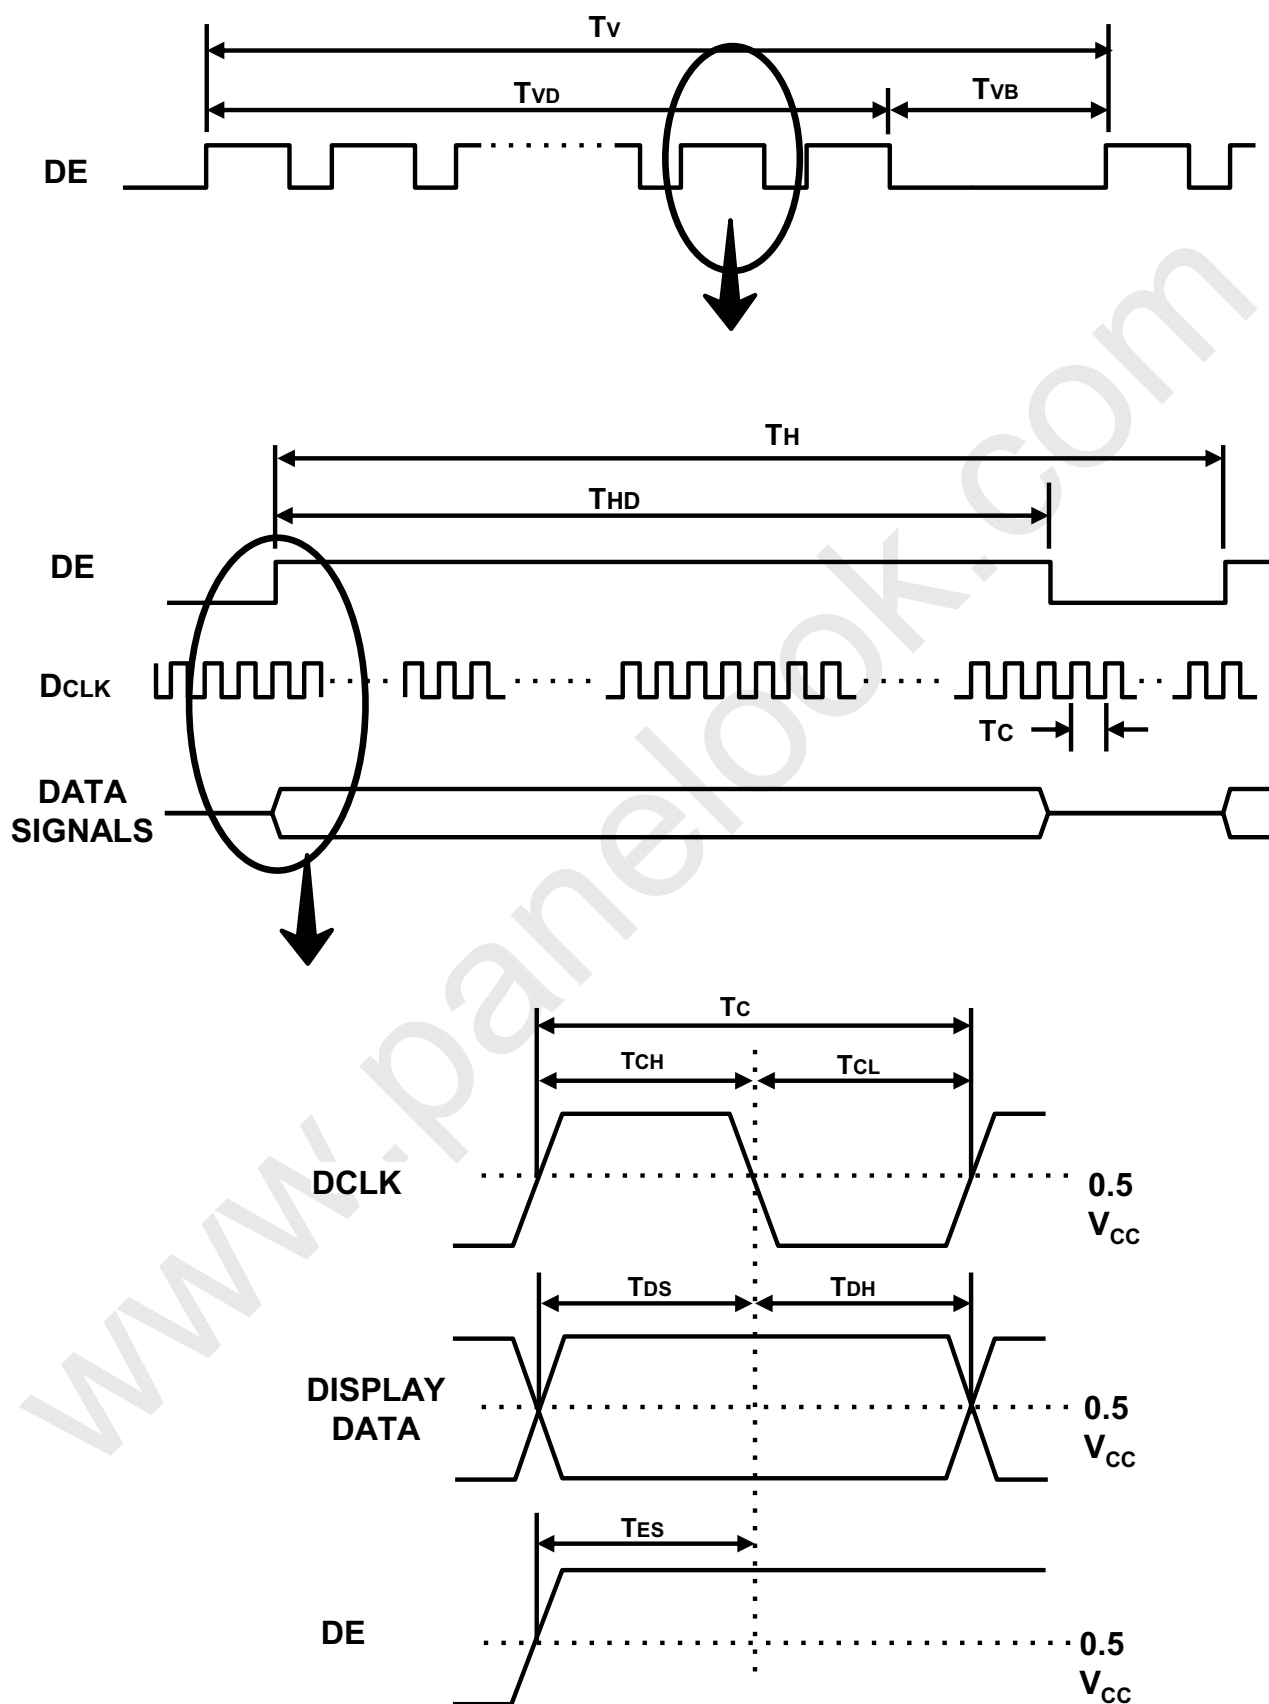 TV
TVD
TVB
DE
TH
THD
DE
DCLK
TC
DATA
SIGNALS
TC
TCH
TCL
DCLK
0.5
VCC
TDS
TDH
DISPLAY
DATA
0.5
VCC
TES
DE
0.5
VCC
www.panelook.com